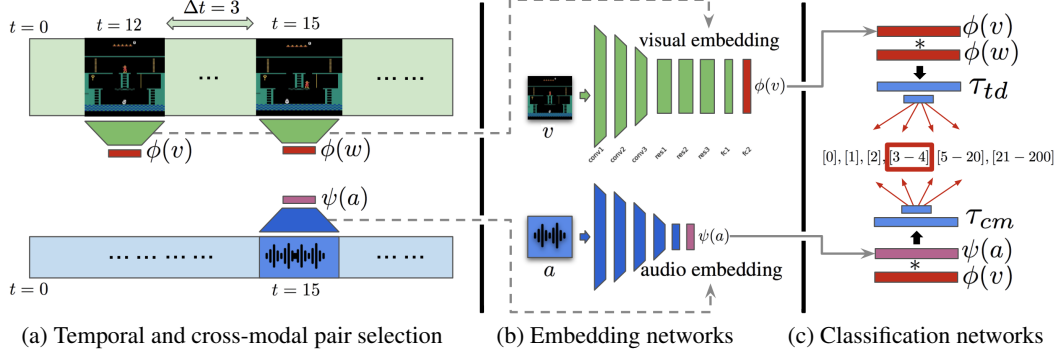 t = 0
t = 12
Δt = 3
t = 15
...
... ...
ϕ(v)
ϕ(w)
ψ(a)
... ...
... ...
t = 0
t = 15
(a) Temporal and cross-modal pair selection
visual embedding
v
ϕ(v)
conv1
conv2
conv3
res1
res2
res3
fc1
fc2
a
ψ(a)
audio embedding
(b) Embedding networks
ϕ(v)
*
ϕ(w)
τtd
[0], [1], [2], [3 − 4], [5 − 20], [21 − 200]
τcm
ψ(a)
*
ϕ(v)
(c) Classification networks